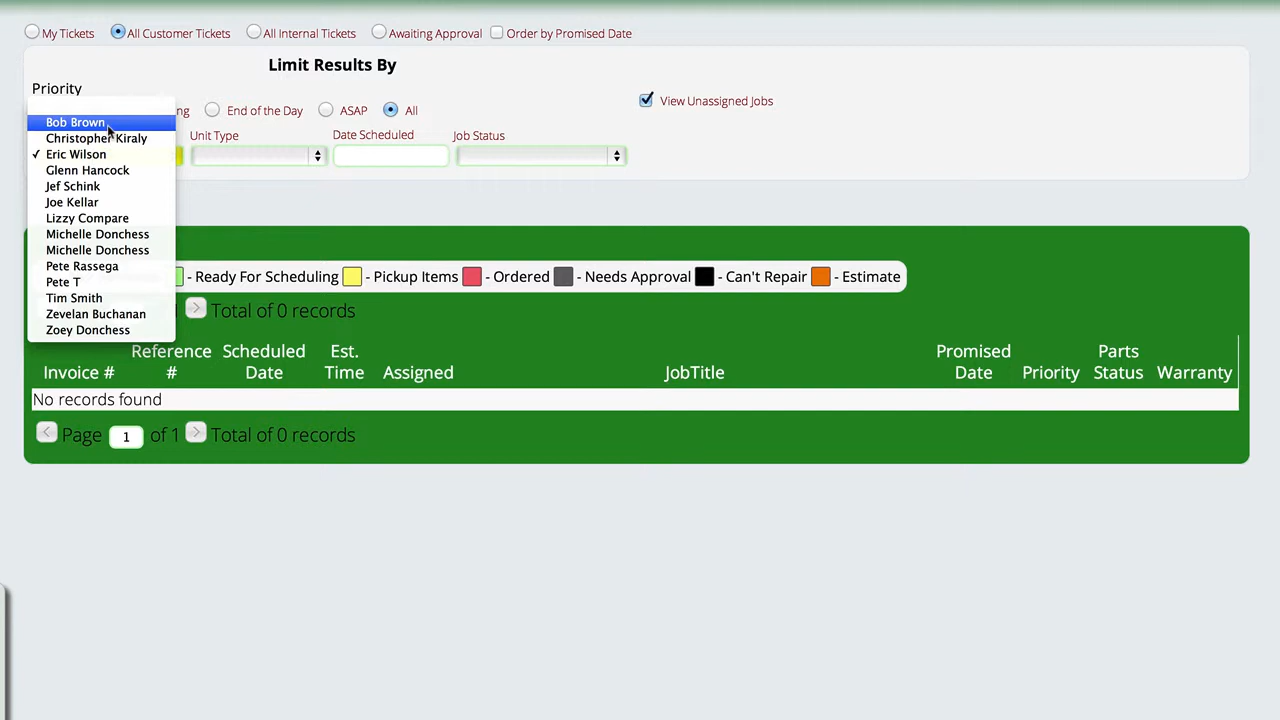 My Tickets All Customer Tickets All Internal Tickets Awaiting Approval Order by Promised Date
Limit Results By
Priority
ng End of the Day ASAP All View Unassigned Jobs
Unit Type Date Scheduled Job Status
Bob Brown
Christopher Kiraly
✓ Eric Wilson
Glenn Hancock
Jef Schink
Joe Kellar
Lizzy Compare
Michelle Donchess
Michelle Donchess
Pete Rassega
Pete T
Tim Smith
Zevelan Buchanan
Zoey Donchess
- Ready For Scheduling - Pickup Items - Ordered - Needs Approval - Can't Repair - Estimate
> Total of 0 records
Invoice # Reference # Scheduled Date Est. Time Assigned JobTitle Promised Date Priority Parts Status Warranty
No records found
< Page 1 of 1 > Total of 0 records